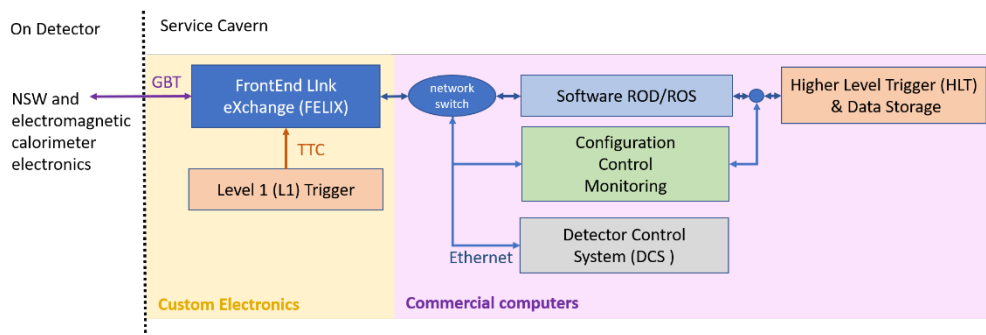 On Detector
Service Cavern
GBT
NSW and
electromagnetic
calorimeter
electronics
FrontEnd LInk
eXchange (FELIX)
TTC
Level 1 (L1) Trigger
network
switch
Software ROD/ROS
Higher Level Trigger (HLT)
& Data Storage
Configuration
Control
Monitoring
Detector Control
System (DCS )
Ethernet
Custom Electronics
Commercial computers